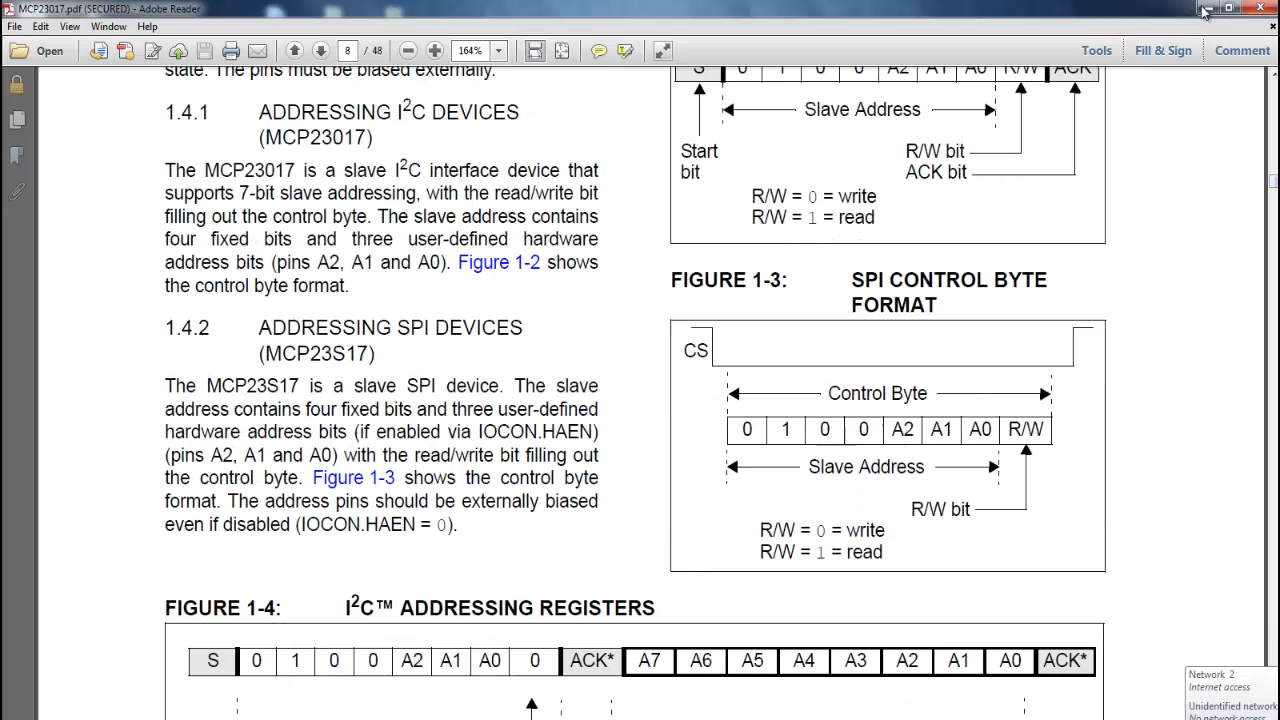 MCP23017.pdf (SECURED) - Adobe Reader
File Edit View Window Help
Open 8 / 48 164% Tools Fill & Sign Comment
state. The pins must be biased externally.
1.4.1 ADDRESSING I2C DEVICES
(MCP23017)
The MCP23017 is a slave I2C interface device that
supports 7-bit slave addressing, with the read/write bit
filling out the control byte. The slave address contains
four fixed bits and three user-defined hardware
address bits (pins A2, A1 and A0). Figure 1-2 shows
the control byte format.
1.4.2 ADDRESSING SPI DEVICES
(MCP23S17)
The MCP23S17 is a slave SPI device. The slave
address contains four fixed bits and three user-defined
hardware address bits (if enabled via IOCON.HAEN)
(pins A2, A1 and A0) with the read/write bit filling out
the control byte. Figure 1-3 shows the control byte
format. The address pins should be externally biased
even if disabled (IOCON.HAEN = 0).
S 0 1 0 0 A2 A1 A0 R/W ACK
Slave Address
Start
bit
R/W bit
ACK bit
R/W = 0 = write
R/W = 1 = read
FIGURE 1-3: SPI CONTROL BYTE
FORMAT
CS
Control Byte
0 1 0 0 A2 A1 A0 R/W
Slave Address
R/W bit
R/W = 0 = write
R/W = 1 = read
FIGURE 1-4: I2C™ ADDRESSING REGISTERS
S 0 1 0 0 A2 A1 A0 0 ACK* A7 A6 A5 A4 A3 A2 A1 A0 ACK*
Network 2
Internet access
Unidentified network
No network access